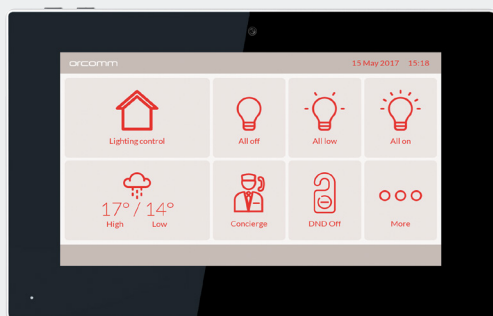 orcomm
15 May 2017 15:18
Lighting control
All off
All low
All on
17° / 14°
High Low
Concierge
DND Off
More